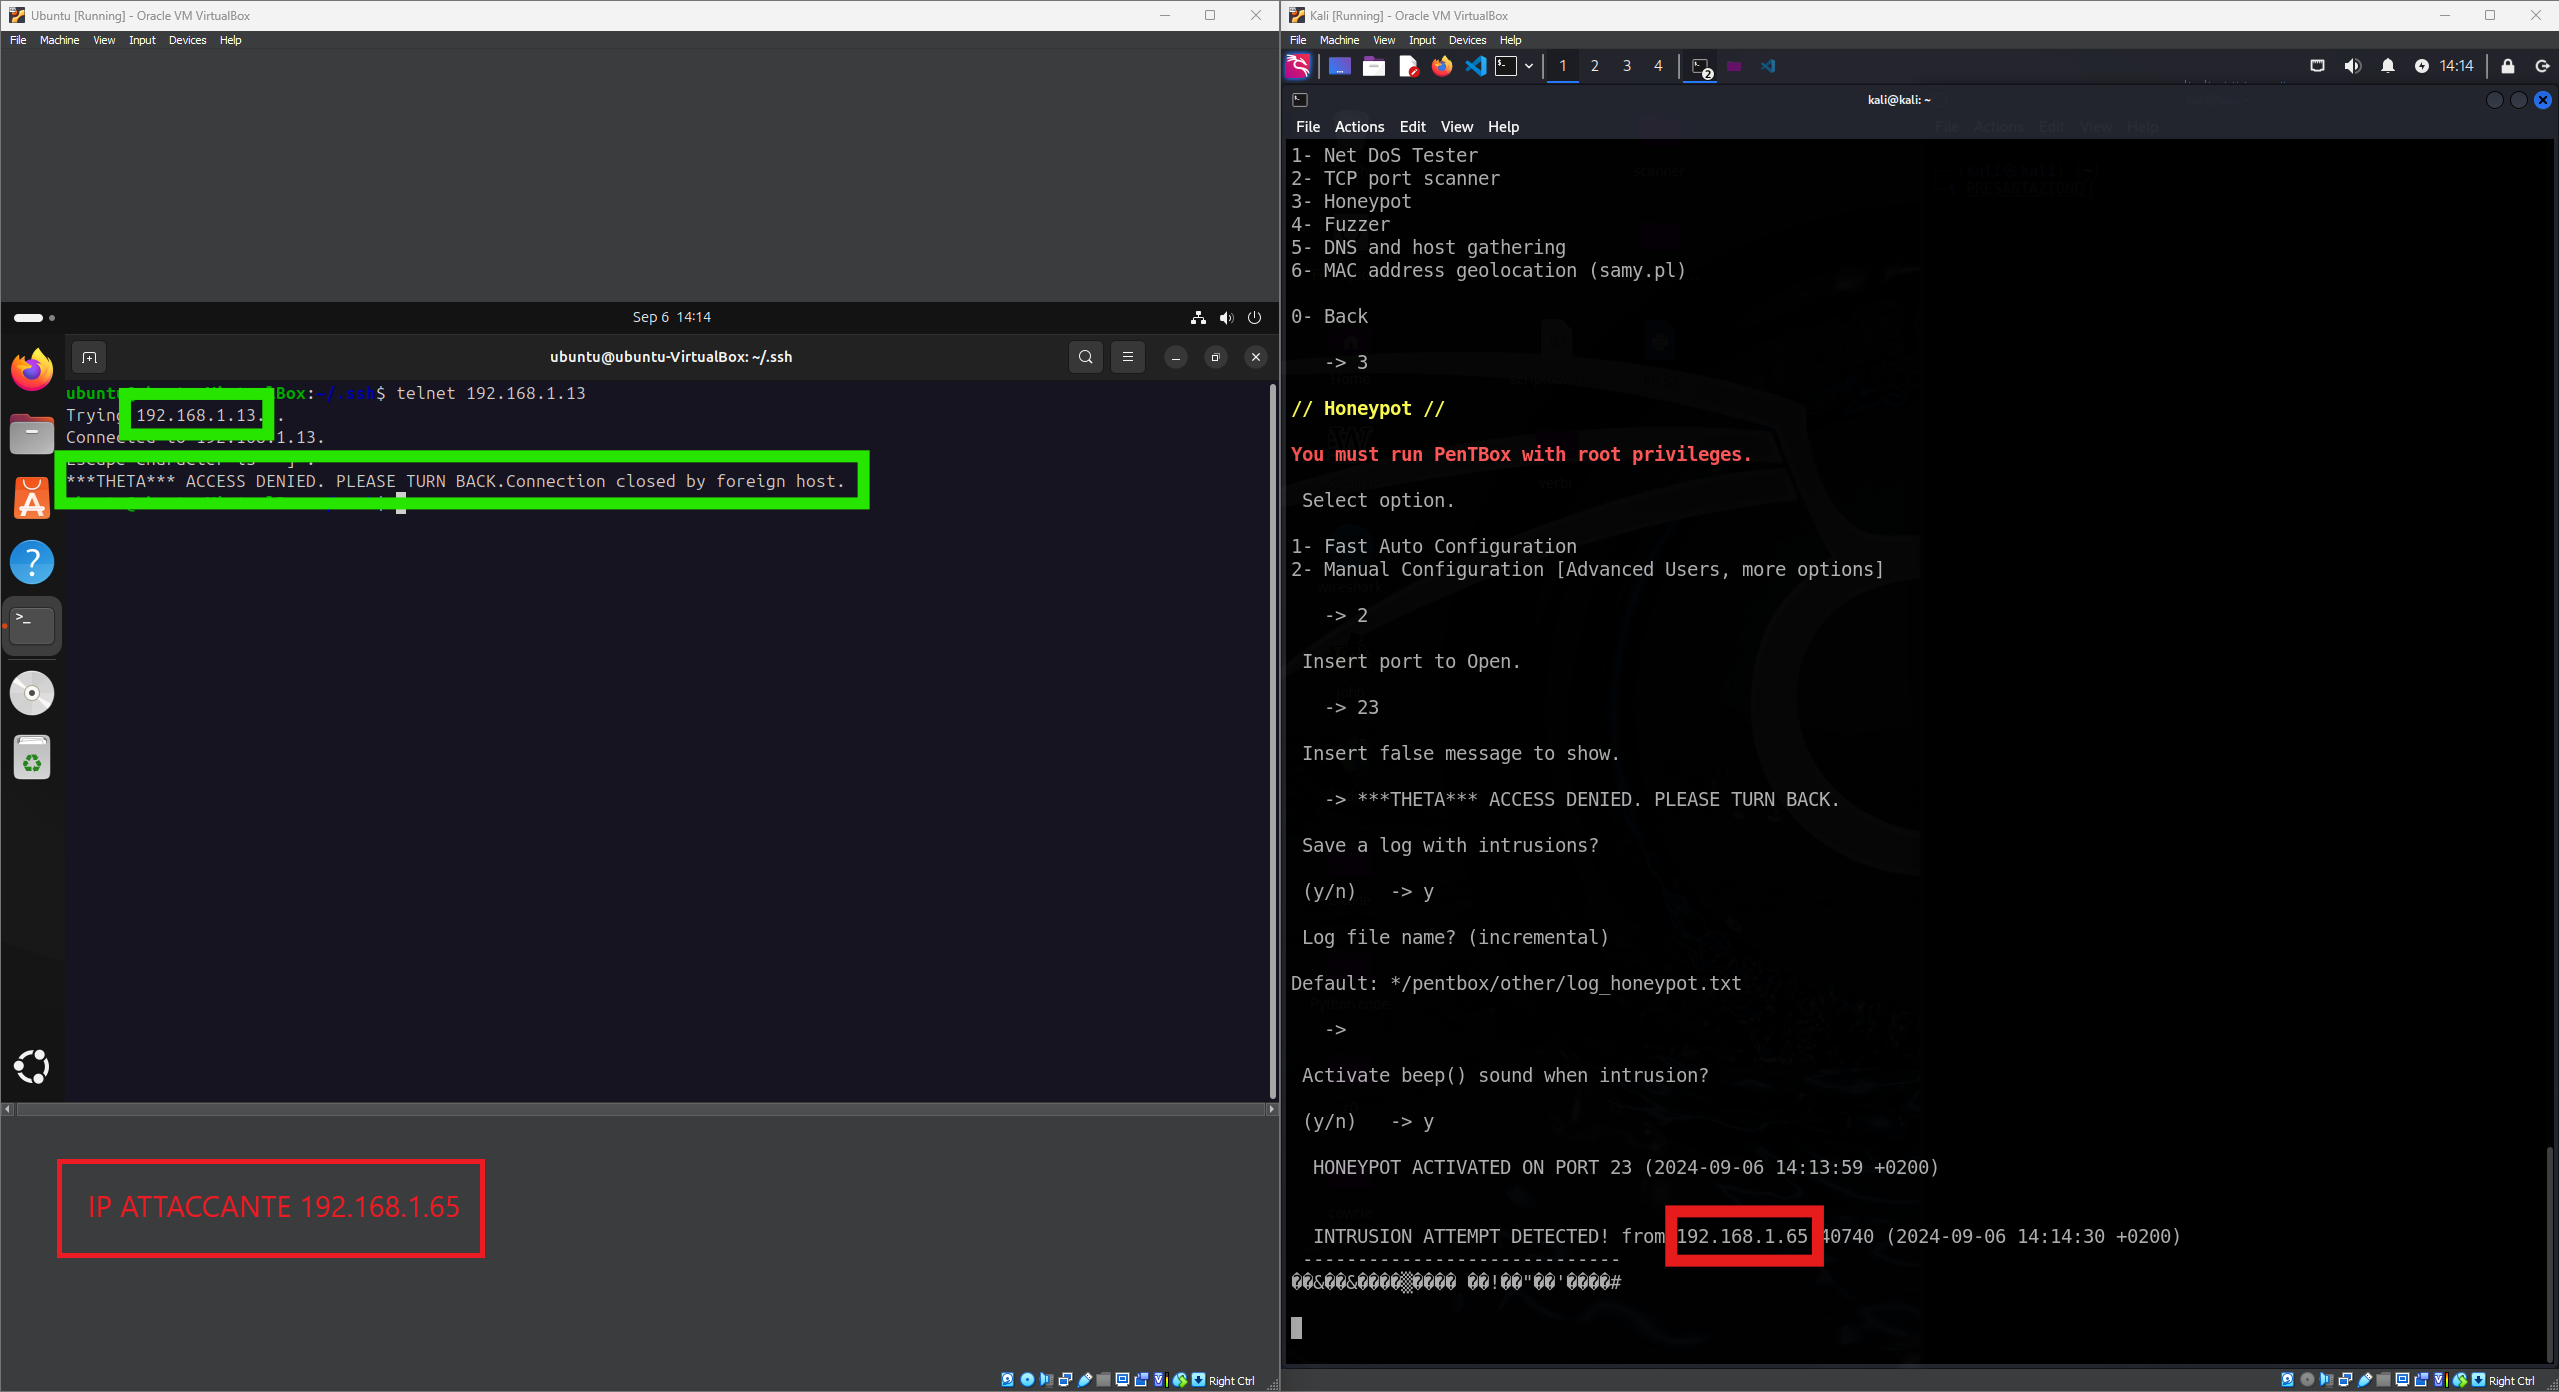 Ubuntu [Running] - Oracle VM VirtualBox
File Machine View Input Devices Help
Sep 6 14:14
ubuntu@ubuntu-VirtualBox: ~/.ssh
telnet 192.168.1.13
Trying 192.168.1.13...
Connected to 192.168.1.13.
Escape character is
***THETA*** ACCESS DENIED. PLEASE TURN BACK.Connection closed by foreign host.
IP ATTACCANTE 192.168.1.65
Right Ctrl
Kali [Running] - Oracle VM VirtualBox
File Machine View Input Devices Help
1 2 3 4
2
14:14
kali@kali: ~
File Actions Edit View Help
1- Net DoS Tester
2- TCP port scanner
3- Honeypot
4- Fuzzer
5- DNS and host gathering
6- MAC address geolocation (samy.pl)
0- Back
-> 3
// Honeypot //
You must run PenTBox with root privileges.
Select option.
1- Fast Auto Configuration
2- Manual Configuration [Advanced Users, more options]
-> 2
Insert port to Open.
-> 23
Insert false message to show.
-> ***THETA*** ACCESS DENIED. PLEASE TURN BACK.
Save a log with intrusions?
(y/n) -> y
Log file name? (incremental)
Default: */pentbox/other/log_honeypot.txt
->
Activate beep() sound when intrusion?
(y/n) -> y
HONEYPOT ACTIVATED ON PORT 23 (2024-09-06 14:13:59 +0200)
INTRUSION ATTEMPT DETECTED! from 192.168.1.65 40740 (2024-09-06 14:14:30 +0200)
-----------------------------
��&��&����▒���� ��!��"��'����#
Right Ctrl